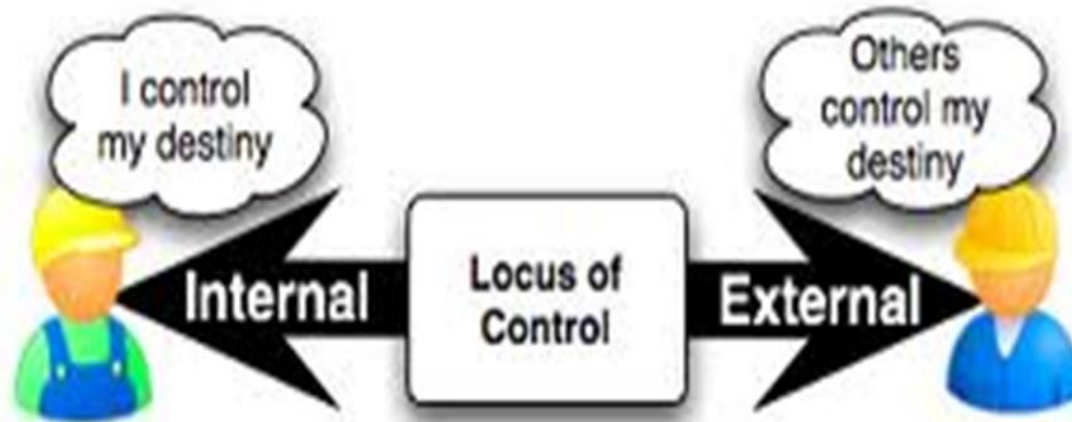 I control
my destiny
Others
control my
destiny
Internal
Locus of
Control
External